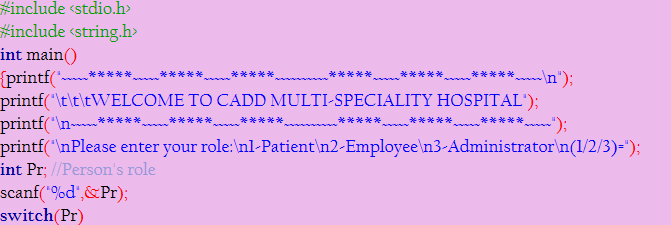 #include <stdio.h>
#include <string.h>
int main()
{printf("~~~~~*****~~~~~*****~~~~~*****~~~~~~~~~~*****~~~~~*****~~~~~*****~~~~~\n");
printf("\t\t\tWELCOME TO CADD MULTI-SPECIALITY HOSPITAL");
printf("\n~~~~~*****~~~~~*****~~~~~*****~~~~~~~~~~*****~~~~~*****~~~~~*****~~~~~");
printf("\nPlease enter your role:\n1-Patient\n2-Employee\n3-Administrator\n(1/2/3)=");
int Pr; //Person's role
scanf("%d",&Pr);
switch(Pr)